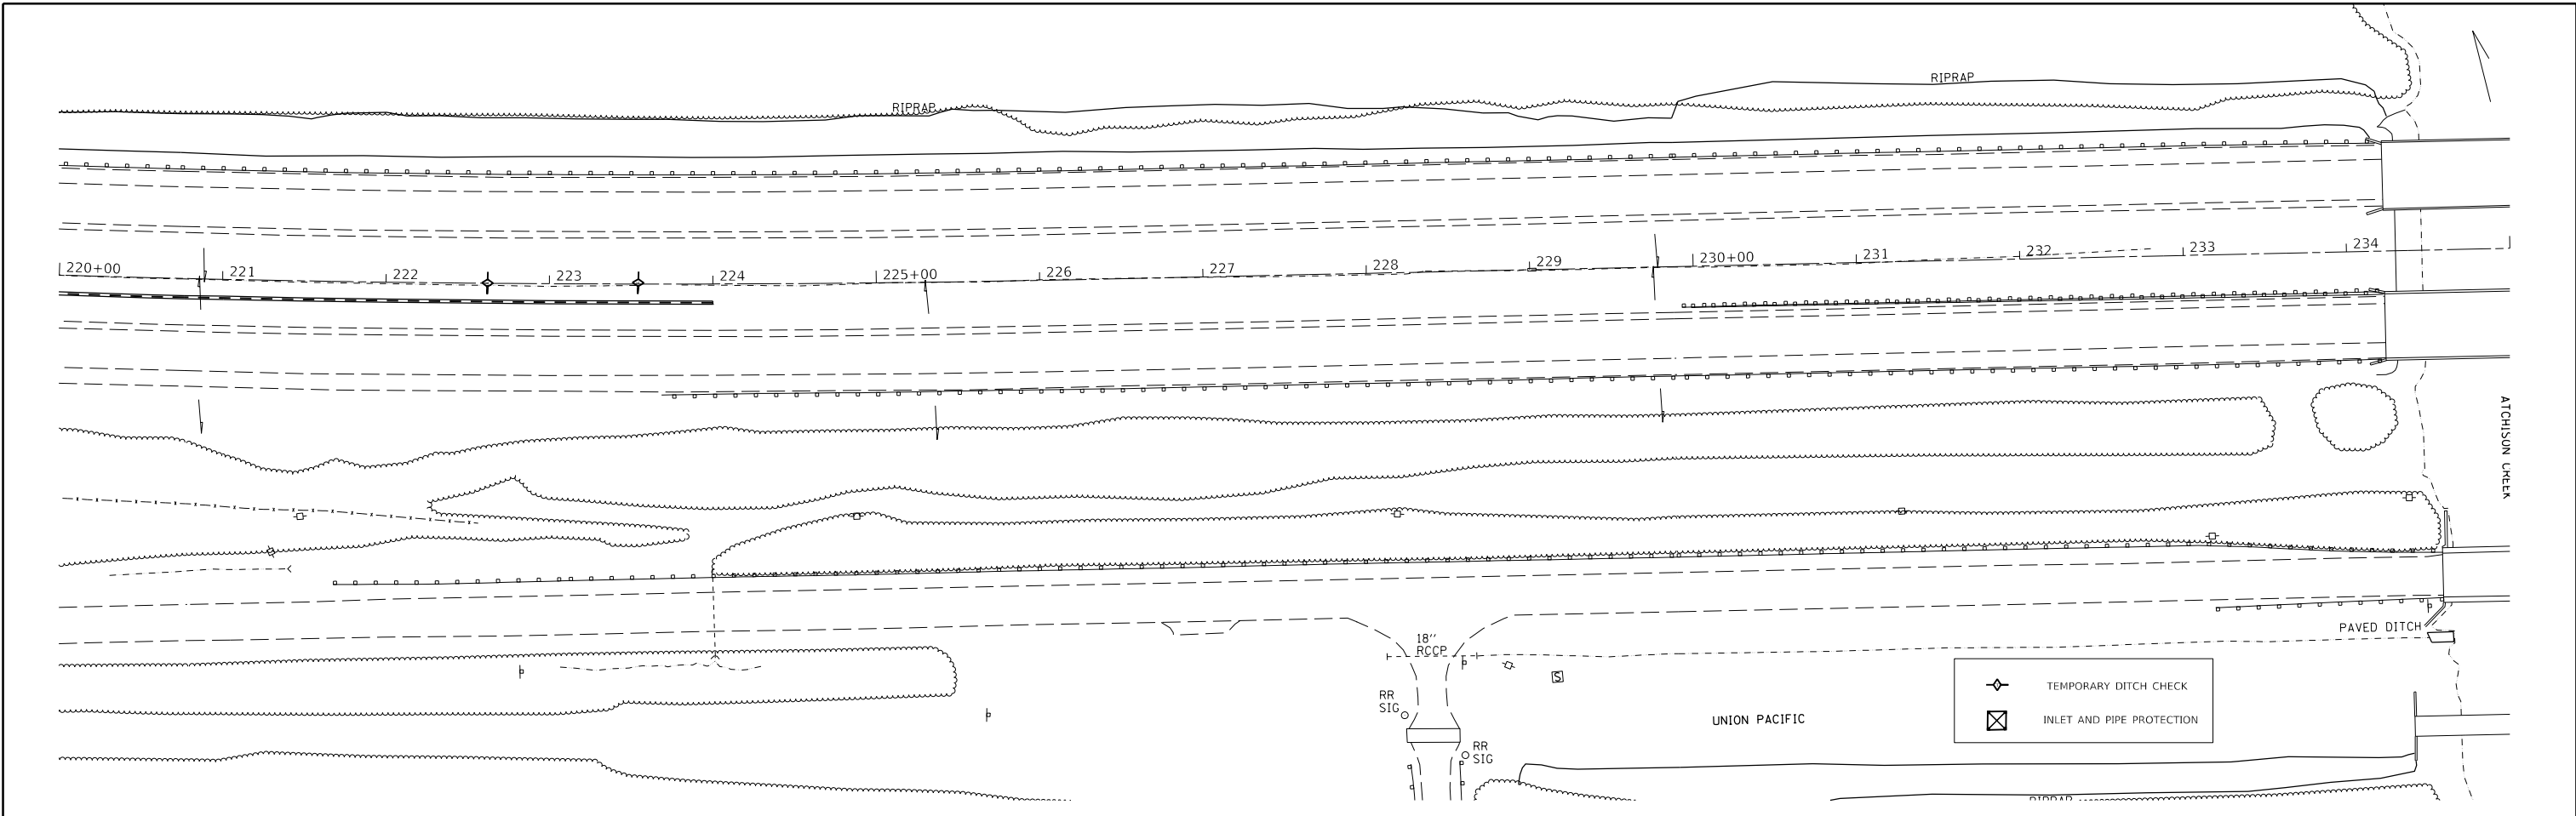 RIPRAP
RIPRAP
220+00
221
222
223
224
225+00
226
227
228
229
230+00
231
232
233
234
ATCHISON CREEK
18''
RCCP
PAVED DITCH
S
RR
SIG
UNION PACIFIC
RR
SIG
TEMPORARY DITCH CHECK
INLET AND PIPE PROTECTION
RIPRAP